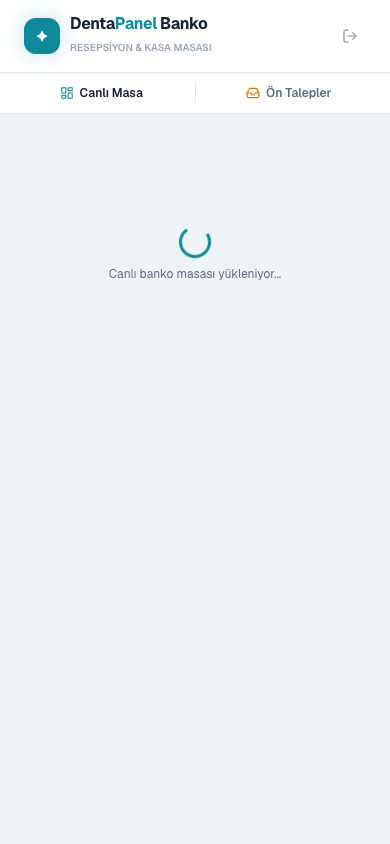 DentaPanel Banko
RESEPSİYON & KASA MASASI
Canlı Masa
Ön Talepler
Canlı banko masası yükleniyor...